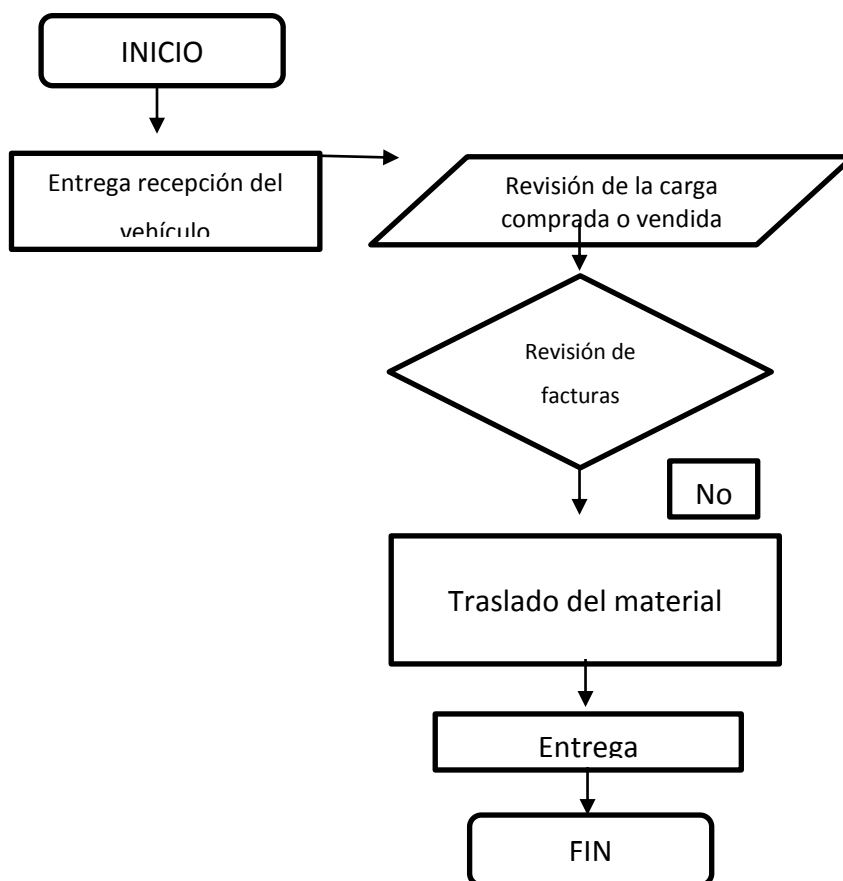 INICIO
Entrega recepción del
vehículo
Revisión de la carga
comprada o vendida
Revisión de
facturas
No
Traslado del material
Entrega
FIN